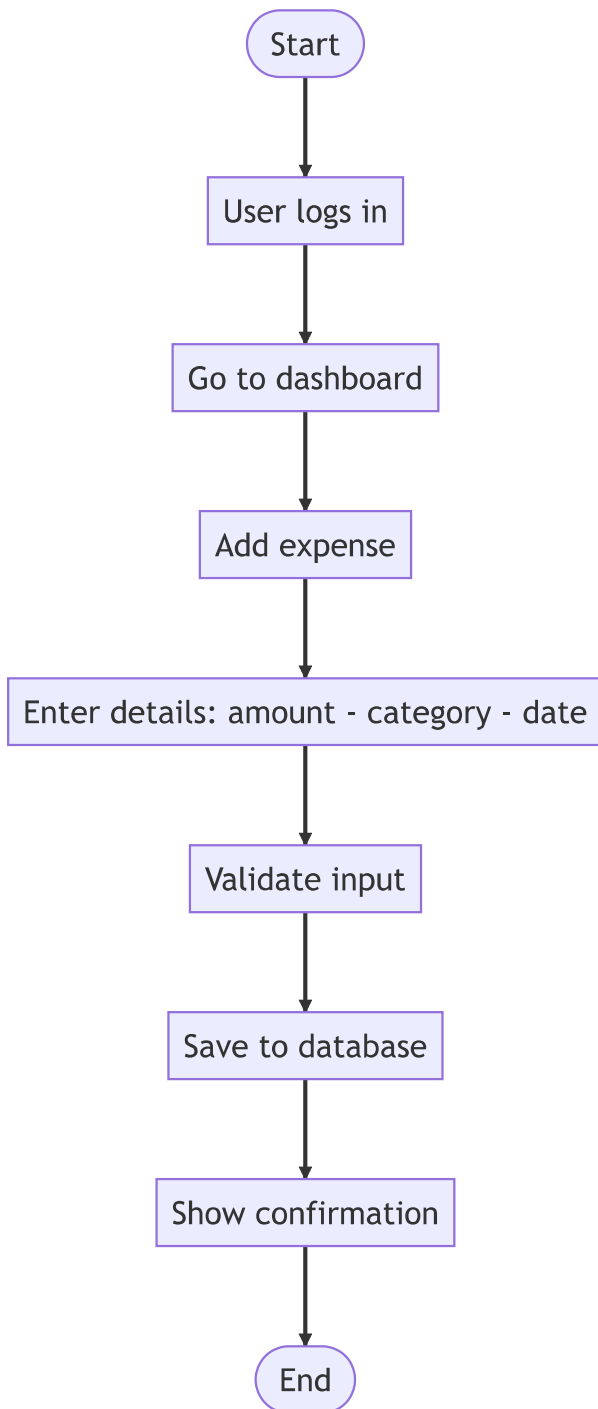 Start
User logs in
Go to dashboard
Add expense
Enter details: amount - category - date
Validate input
Save to database
Show confirmation
End